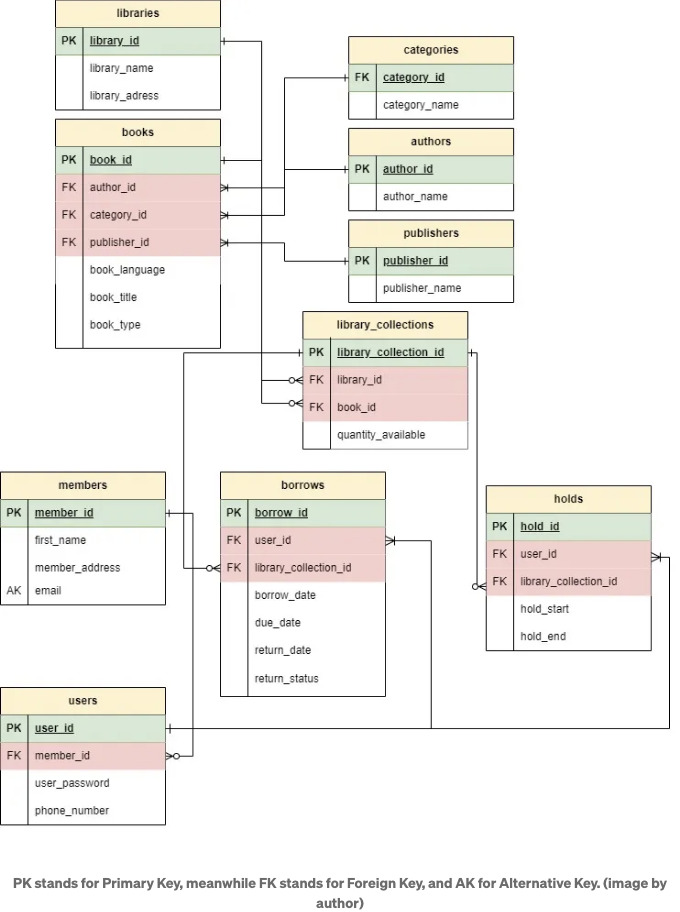 libraries
PK library_id
library_name
library_adress
categories
FK category_id
category_name
books
PK book_id
FK author_id
FK category_id
FK publisher_id
book_language
book_title
book_type
authors
PK author_id
author_name
publishers
PK publisher_id
publisher_name
library_collections
PK library_collection_id
FK library_id
FK book_id
quantity_available
members
PK member_id
first_name
member_address
AK email
borrows
PK borrow_id
FK user_id
FK library_collection_id
borrow_date
due_date
return_date
return_status
holds
PK hold_id
FK user_id
FK library_collection_id
hold_start
hold_end
users
PK user_id
FK member_id
user_password
phone_number
PK stands for Primary Key, meanwhile FK stands for Foreign Key, and AK for Alternative Key. (image by
author)